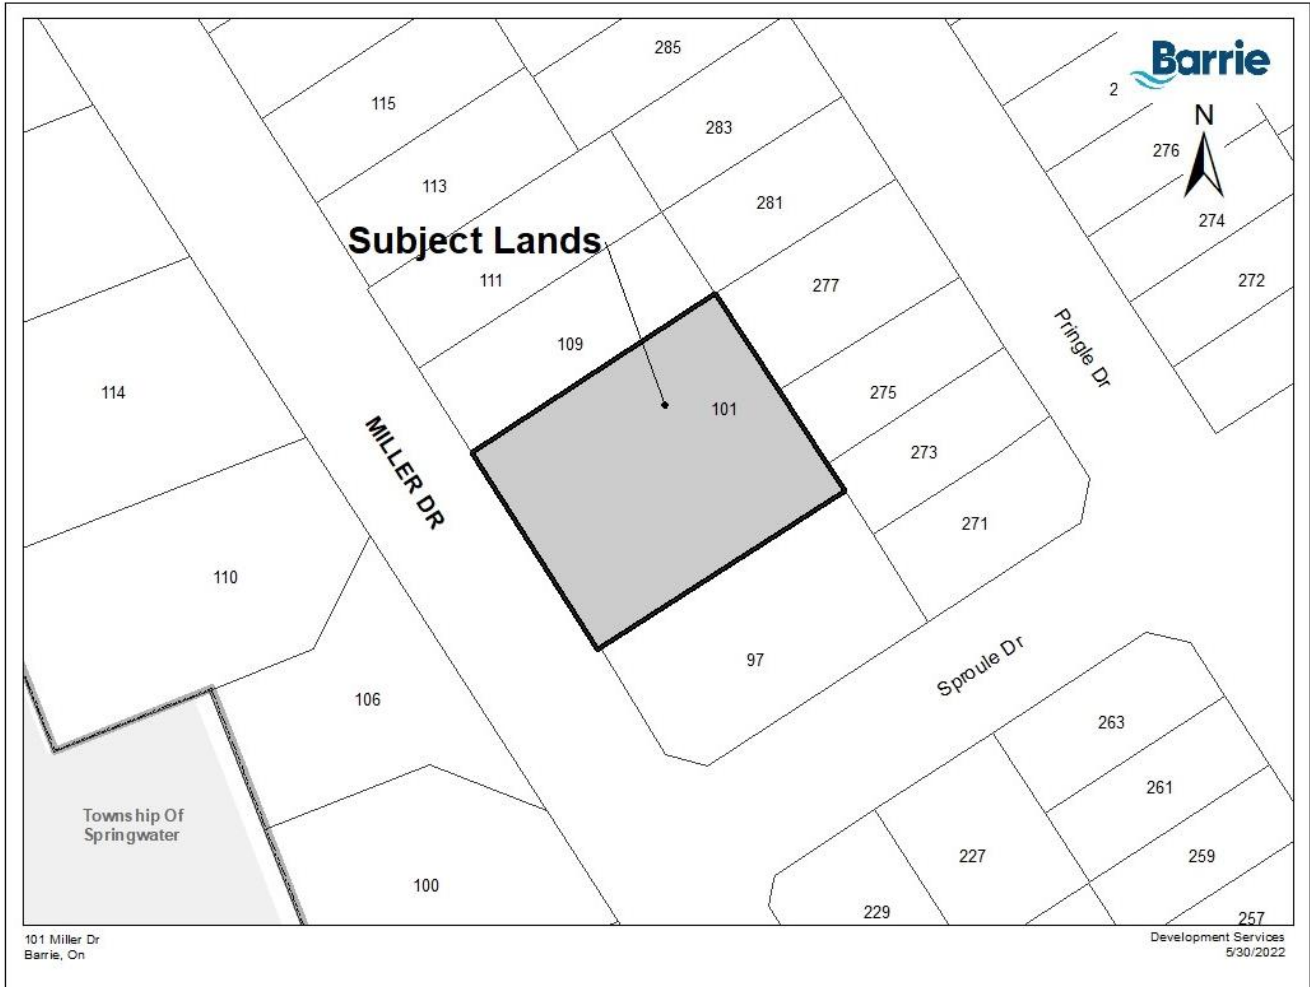 285
Barrie
115
2
N
283
276
113
281
274
Subject Lands
111
277
272
109
Pringle Dr
114
275
101
MILLER DR
273
271
110
97
Sproule Dr
106
263
261
Township Of
Springwater
227
259
100
229
257
101 Miller Dr
Barrie, On
Development Services
5/30/2022